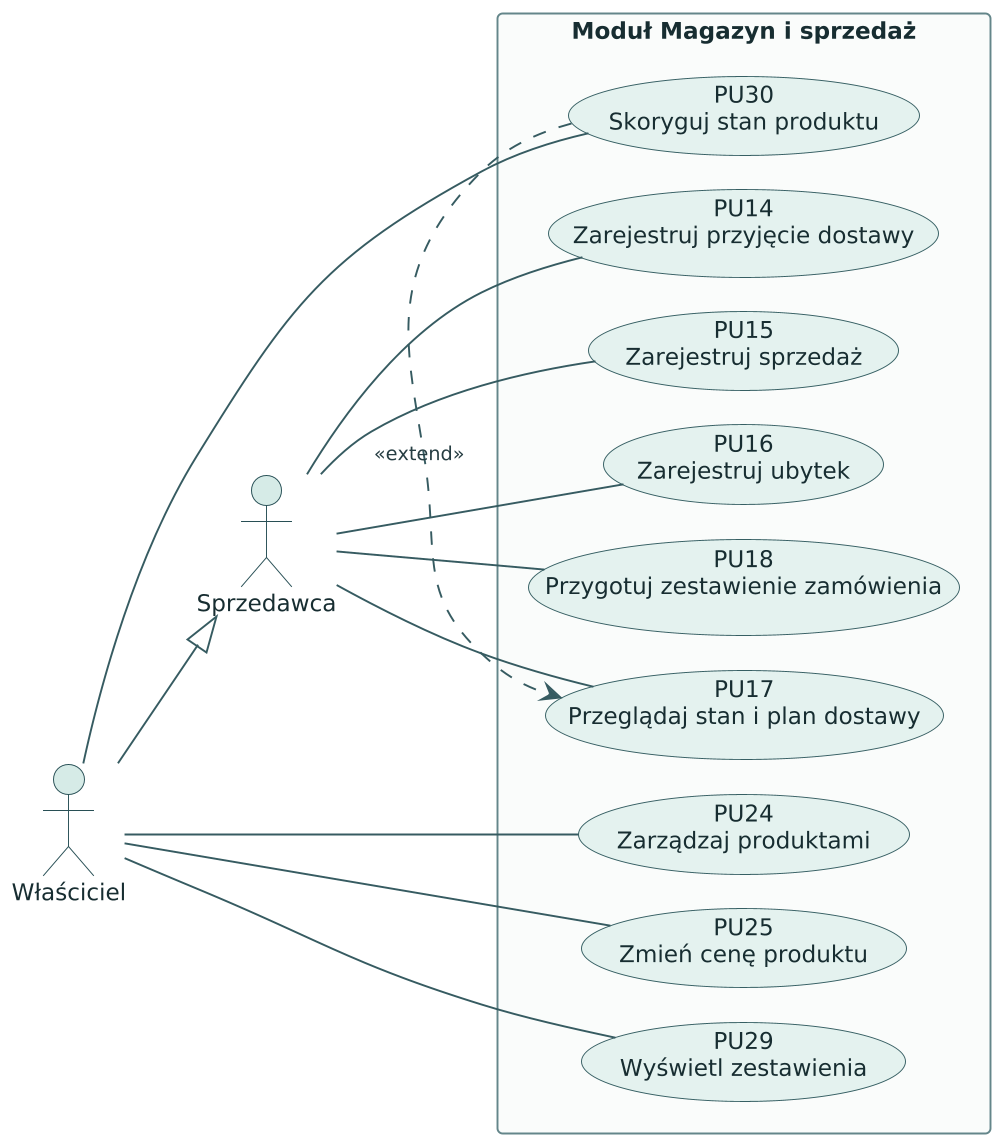 Moduł Magazyn i sprzedaż
PU30
Skoryguj stan produktu
PU14
Zarejestruj przyjęcie dostawy
PU15
Zarejestruj sprzedaż
«extend»
PU16
Zarejestruj ubytek
PU18
Przygotuj zestawienie zamówienia
Sprzedawca
PU17
Przeglądaj stan i plan dostawy
PU24
Zarządzaj produktami
Właściciel
PU25
Zmień cenę produktu
PU29
Wyświetl zestawienia